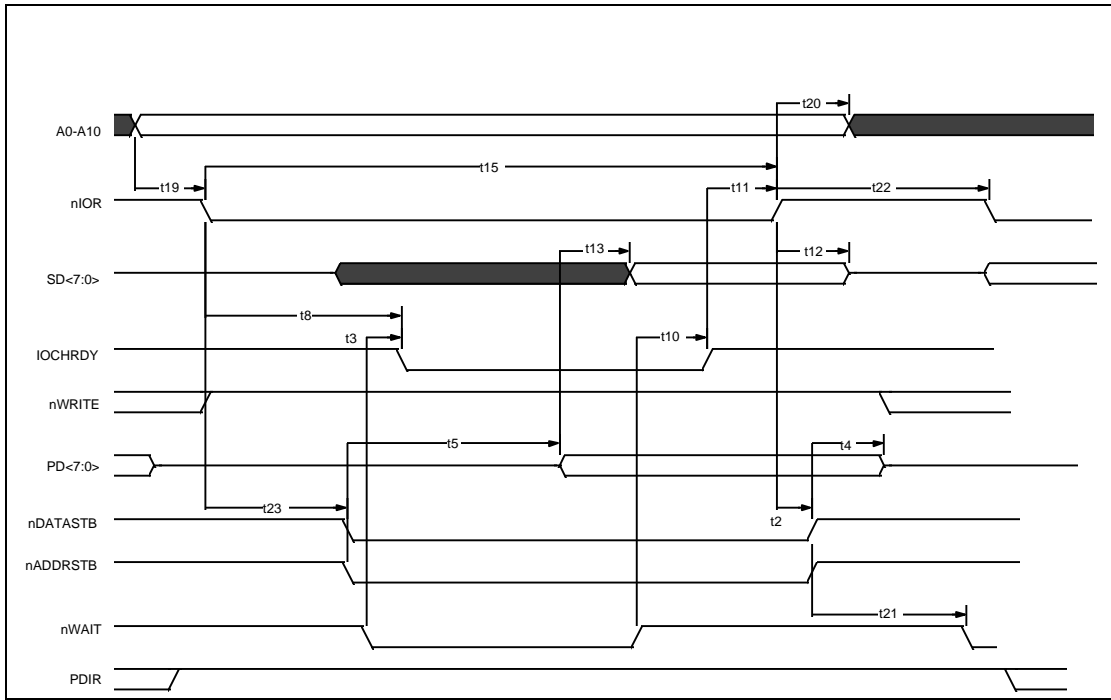 t20
A0-A10
t15
t19
t11
t22
nIOR
t13
t12
SD<7:0>
t8
t3
t10
IOCHRDY
nWRITE
t5
t4
PD<7:0>
t23
t2
nDATASTB
nADDRSTB
t21
nWAIT
PDIR